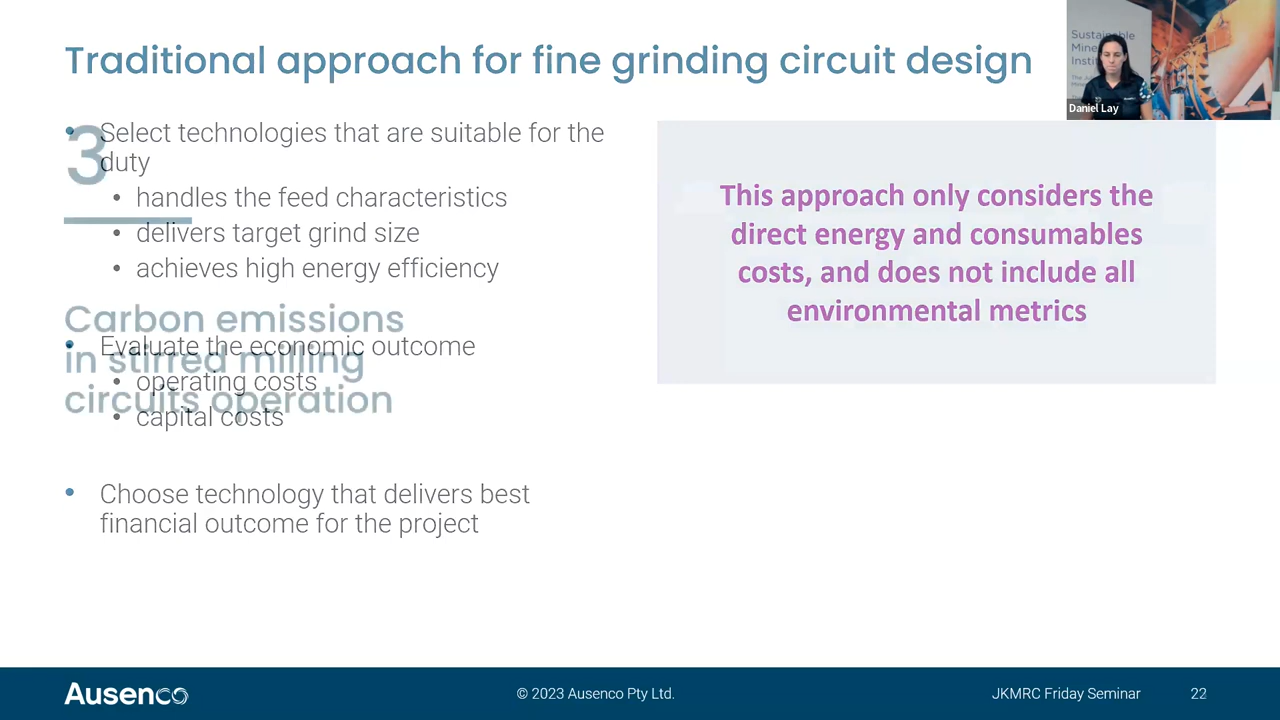 Traditional approach for fine grinding circuit design
3
• Select technologies that are suitable for the
duty
• handles the feed characteristics
• delivers target grind size
• achieves high energy efficiency
Carbon emissions
in stirred milling
circuits operation
• Evaluate the economic outcome
• operating costs
• capital costs
• Choose technology that delivers best
financial outcome for the project
This approach only considers the
direct energy and consumables
costs, and does not include all
environmental metrics
Sustainable
Daniel Lay
Ausenco
© 2023 Ausenco Pty Ltd.
JKMRC Friday Seminar
22